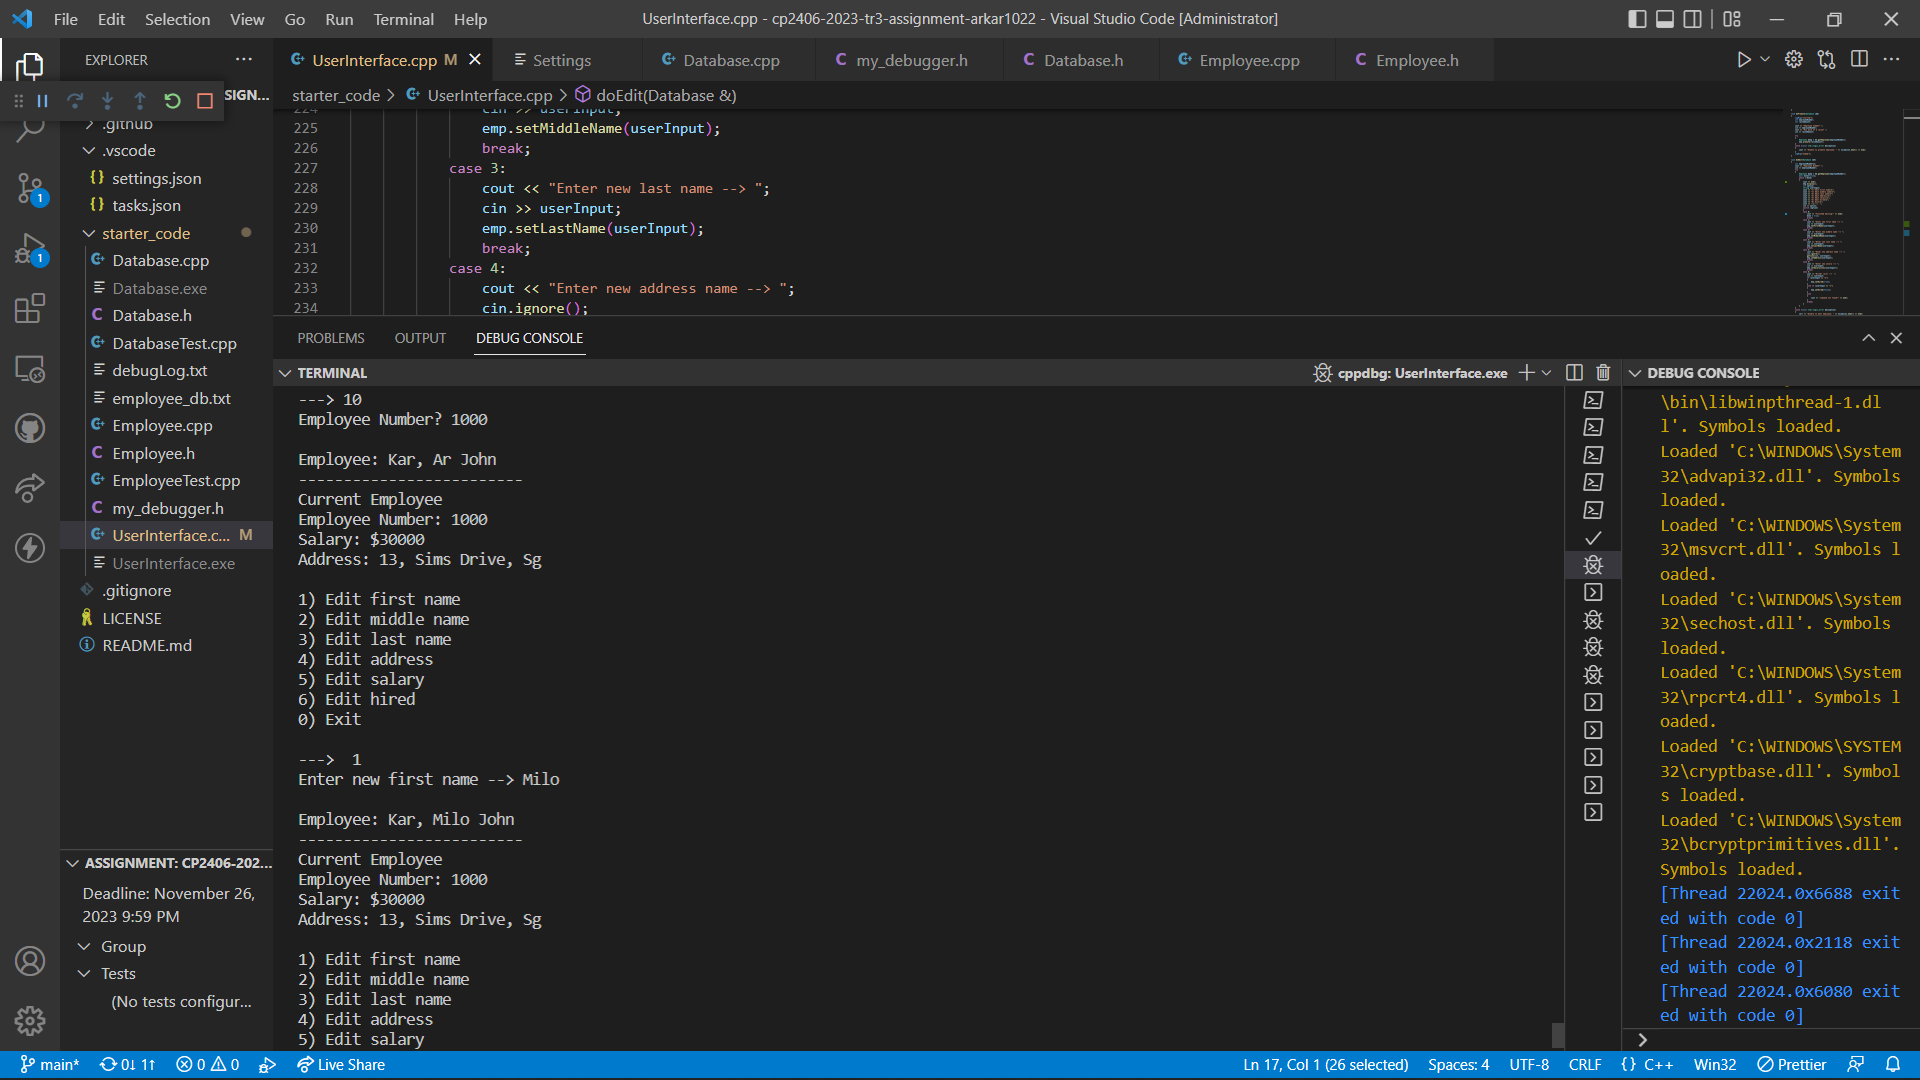 File Edit Selection View Go Run Terminal Help
UserInterface.cpp - cp2406-2023-tr3-assignment-arkar1022 - Visual Studio Code [Administrator]
EXPLORER
UserInterface.cpp M
Settings
Database.cpp
my_debugger.h
Database.h
Employee.cpp
Employee.h
SIGN...
starter_code > UserInterface.cpp > doEdit(Database &)
.github
.vscode
settings.json
tasks.json
starter_code
Database.cpp
Database.exe
Database.h
DatabaseTest.cpp
debugLog.txt
employee_db.txt
Employee.cpp
Employee.h
EmployeeTest.cpp
my_debugger.h
UserInterface.c... M
UserInterface.exe
.gitignore
LICENSE
README.md
1
1
ASSIGNMENT: CP2406-202...
Deadline: November 26,
2023 9:59 PM
Group
Tests
(No tests configur...
224 cin >> userInput;
225 emp.setMiddleName(userInput);
226 break;
227 case 3:
228 cout << "Enter new last name --> ";
229 cin >> userInput;
230 emp.setLastName(userInput);
231 break;
232 case 4:
233 cout << "Enter new address name --> ";
234 cin.ignore();
PROBLEMS OUTPUT DEBUG CONSOLE
TERMINAL
cppdbg: UserInterface.exe
---> 10
Employee Number? 1000
Employee: Kar, Ar John
-------------------------
Current Employee
Employee Number: 1000
Salary: $30000
Address: 13, Sims Drive, Sg
1) Edit first name
2) Edit middle name
3) Edit last name
4) Edit address
5) Edit salary
6) Edit hired
0) Exit
---> 1
Enter new first name --> Milo
Employee: Kar, Milo John
-------------------------
Current Employee
Employee Number: 1000
Salary: $30000
Address: 13, Sims Drive, Sg
1) Edit first name
2) Edit middle name
3) Edit last name
4) Edit address
5) Edit salary
DEBUG CONSOLE
\bin\libwinpthread-1.dl
l'. Symbols loaded.
Loaded 'C:\WINDOWS\System
32\advapi32.dll'. Symbols
loaded.
Loaded 'C:\WINDOWS\System
32\msvcrt.dll'. Symbols l
oaded.
Loaded 'C:\WINDOWS\System
32\sechost.dll'. Symbols
loaded.
Loaded 'C:\WINDOWS\System
32\rpcrt4.dll'. Symbols l
oaded.
Loaded 'C:\WINDOWS\SYSTEM
32\cryptbase.dll'. Symbol
s loaded.
Loaded 'C:\WINDOWS\System
32\bcryptprimitives.dll'.
Symbols loaded.
[Thread 22024.0x6688 exit
ed with code 0]
[Thread 22024.0x2118 exit
ed with code 0]
[Thread 22024.0x6080 exit
ed with code 0]
main* 0↓ 1↑ 0 0 Live Share
Ln 17, Col 1 (26 selected) Spaces: 4 UTF-8 CRLF {} C++ Win32 Prettier